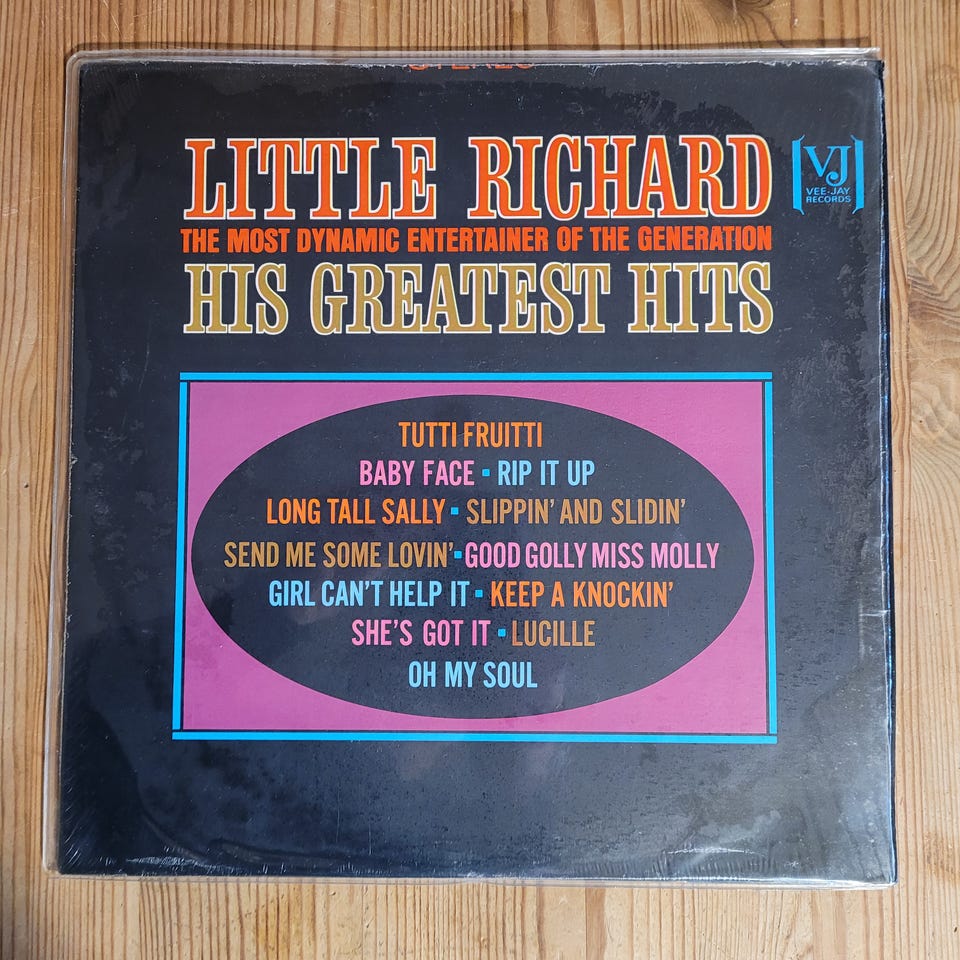 STEREO
LITTLE RICHARD
VJ
VEE-JAY
RECORDS
THE MOST DYNAMIC ENTERTAINER OF THE GENERATION
HIS GREATEST HITS
TUTTI FRUITTI
BABY FACE ▪ RIP IT UP
LONG TALL SALLY ▪ SLIPPIN' AND SLIDIN'
SEND ME SOME LOVIN' ▪ GOOD GOLLY MISS MOLLY
GIRL CAN'T HELP IT ▪ KEEP A KNOCKIN'
SHE'S GOT IT ▪ LUCILLE
OH MY SOUL